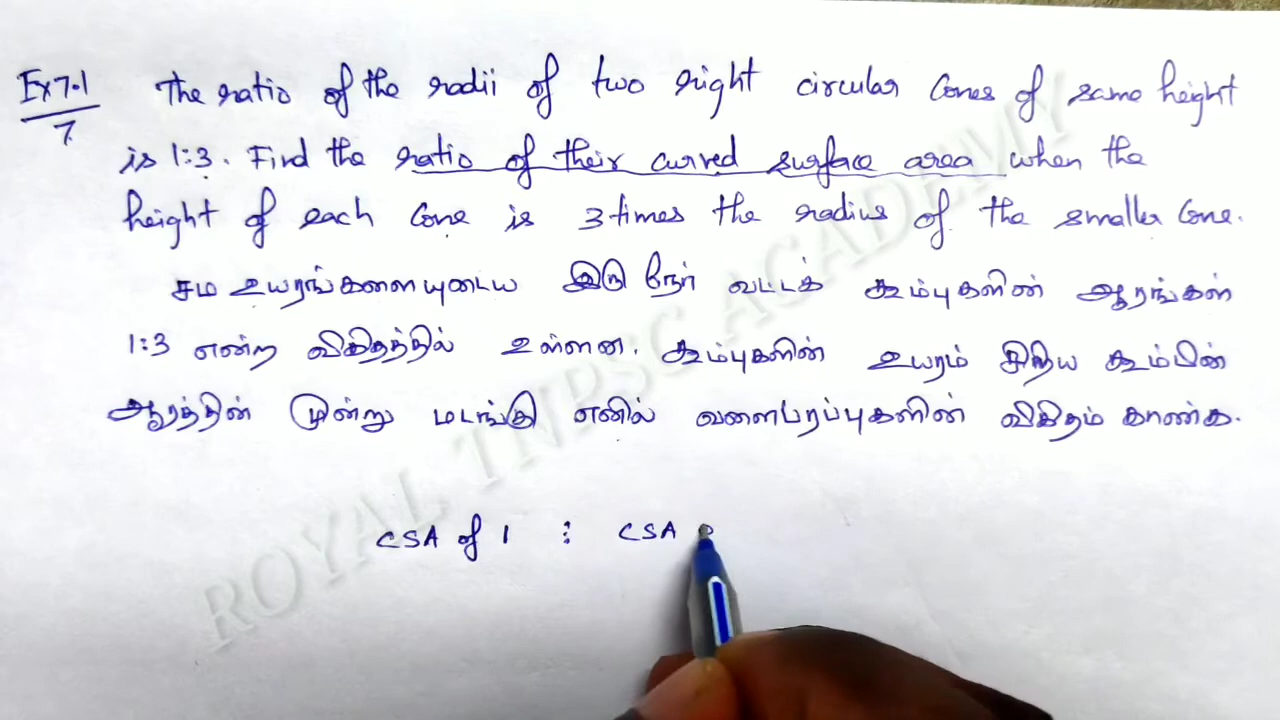 Ex 7.1
7
The ratio of the radii of two right circular Cones of same height
is 1:3. Find the ratio of their curved surface area when the
height of each Cone is 3 times the radius of the smaller Cone.
சம உயரங்களையுடைய இரு நேர் வட்டக் கூம்புகளின் ஆரங்கள்
1:3 என்ற விகிதத்தில் உள்ளன. கூம்புகளின் உயரம் சிறிய கூம்பின்
ஆரத்தின் மூன்று மடங்கு எனில் வளைபரப்புகளின் விகிதம் காண்க.
CSA of 1 : CSA
ROYAL TNPSC ACADEMY